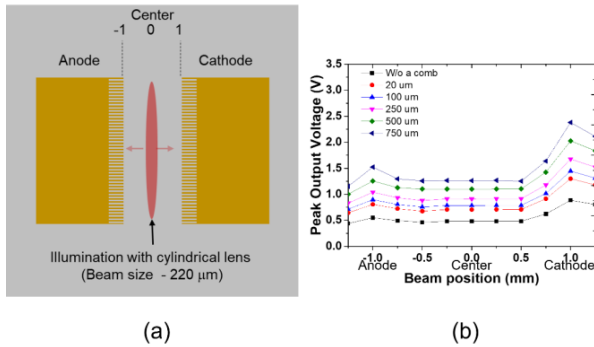 Center
-1 0 1
Anode Cathode
Illumination with cylindrical lens
(Beam size - 220 μm)
(a)
3.5
3.0
2.5
2.0
1.5
1.0
0.5
0.0
Peak Output Voltage (V)
W/o a comb
20 um
100 um
250 um
500 um
750 um
-1.0 -0.5 0.0 0.5 1.0
Anode Center Cathode
Beam position (mm)
(b)